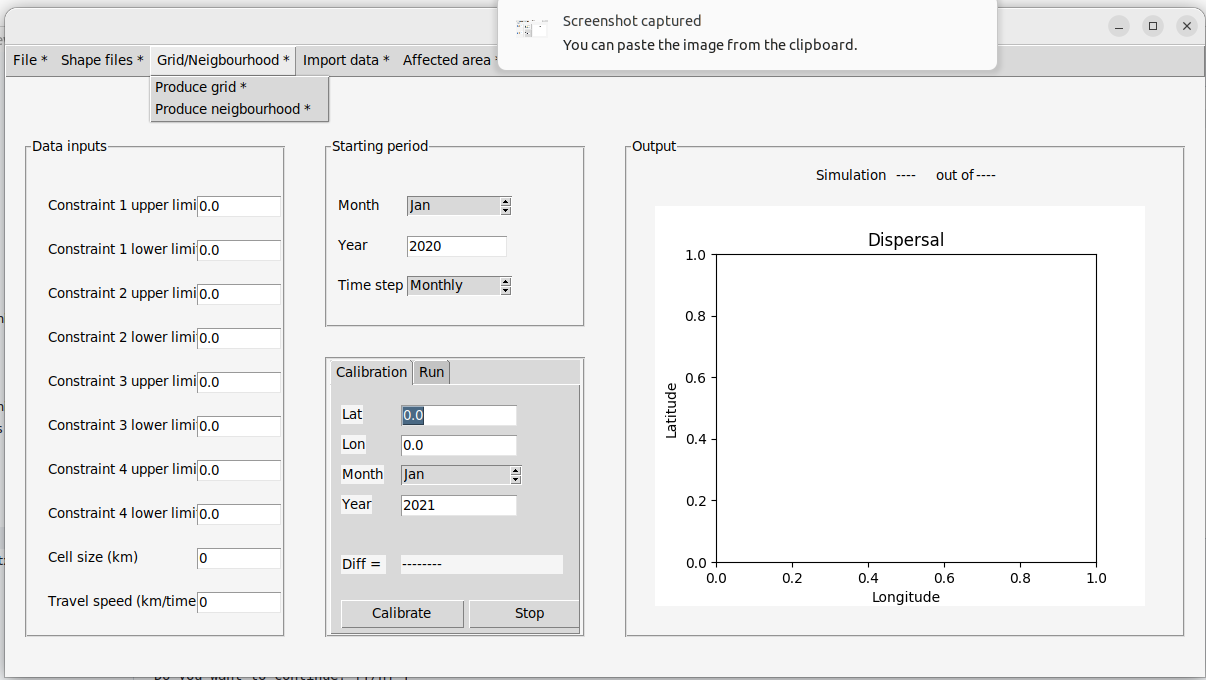 Screenshot captured
You can paste the image from the clipboard.
File * Shape files * Grid/Neigbourhood * Import data * Affected area
Produce grid *
Produce neigbourhood *
Data inputs
Constraint 1 upper limi 0.0
Constraint 1 lower limi 0.0
Constraint 2 upper limi 0.0
Constraint 2 lower limi 0.0
Constraint 3 upper limi 0.0
Constraint 3 lower limi 0.0
Constraint 4 upper limi 0.0
Constraint 4 lower limi 0.0
Cell size (km) 0
Travel speed (km/time 0
Starting period
Month Jan
Year 2020
Time step Monthly
Calibration Run
Lat 0.0
Lon 0.0
Month Jan
Year 2021
Diff = --------
Calibrate Stop
Output
Simulation ---- out of ----
Dispersal
1.0
0.8
0.6
0.4
0.2
0.0
Latitude
0.0 0.2 0.4 0.6 0.8 1.0
Longitude